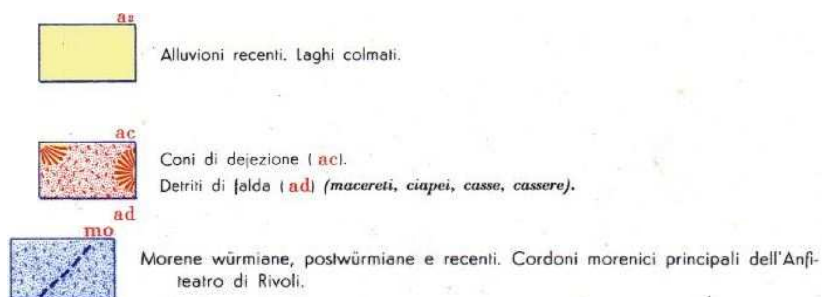 a2
Alluvioni recenti. Laghi colmati.
ac
Coni di dejezione (ac).
Detriti di falda (ad) (macereti, ciapei, casse, cassere).
ad
mo
Morene würmiane, postwürmiane e recenti. Cordoni morenici principali dell'Anfi-
teatro di Rivoli.